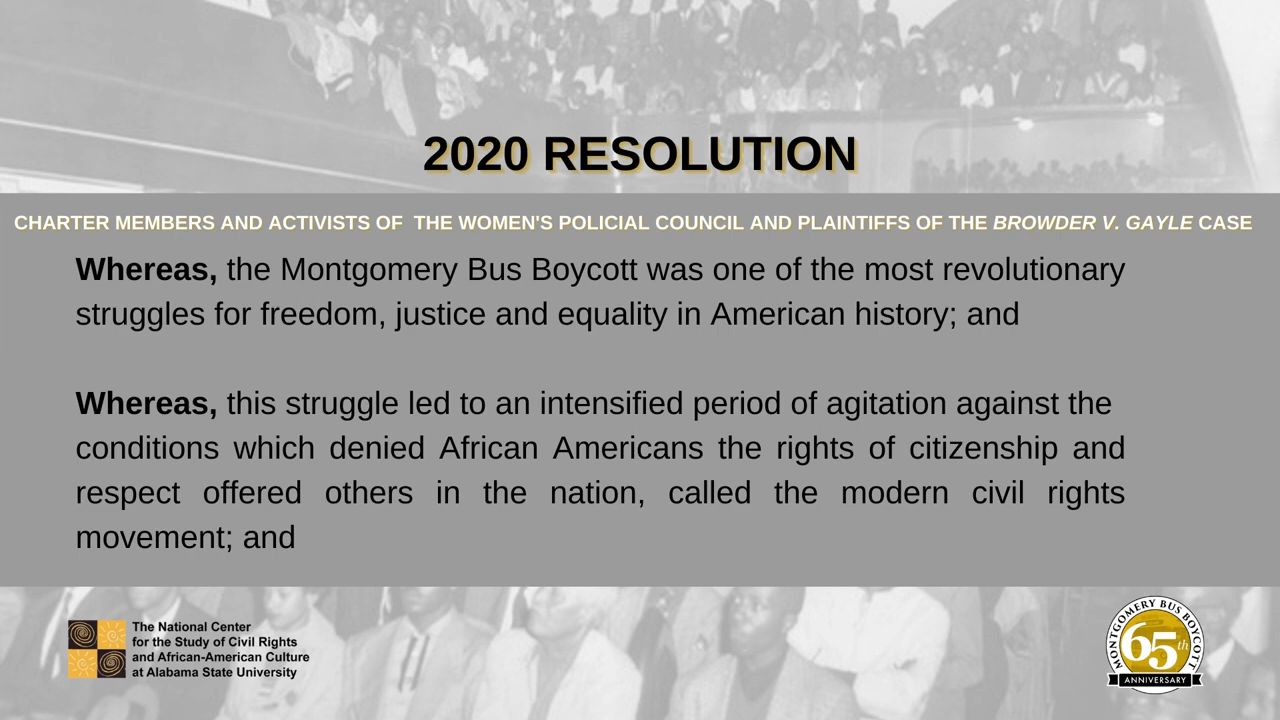 2020 RESOLUTION
CHARTER MEMBERS AND ACTIVISTS OF THE WOMEN'S POLICIAL COUNCIL AND PLAINTIFFS OF THE BROWDER V. GAYLE CASE
Whereas, the Montgomery Bus Boycott was one of the most revolutionary
struggles for freedom, justice and equality in American history; and
Whereas, this struggle led to an intensified period of agitation against the
conditions which denied African Americans the rights of citizenship and
respect offered others in the nation, called the modern civil rights
movement; and
The National Center
for the Study of Civil Rights
and African-American Culture
at Alabama State University
MONTGOMERY BUS BOYCOTT
65th
ANNIVERSARY